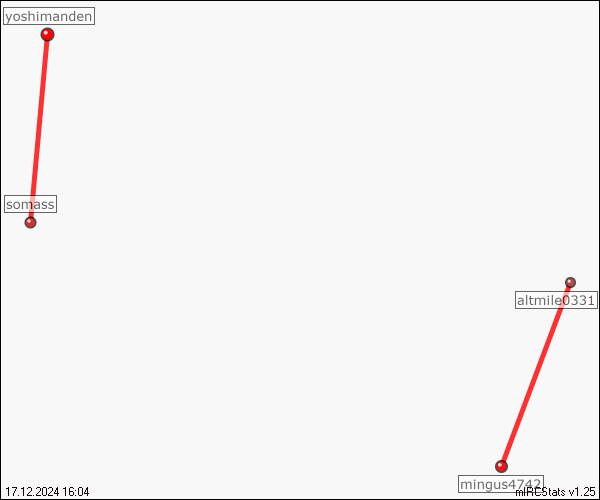 yoshimanden
somass
altmile0331
mingus4742
17.12.2024 16:04
mIRCStats v1.25